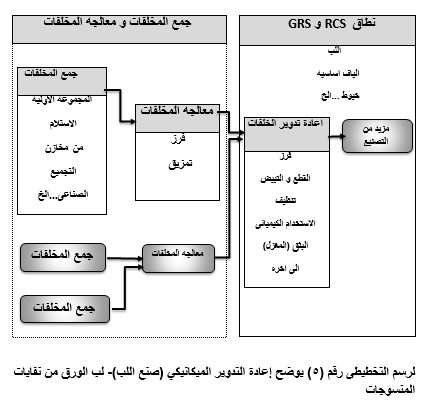 نطاق RCS و GRS
جمع المخلفات و معالجه المخلفات
اللب
الياف اساسيه
خيوط ...الخ
جمع المخلفات
المجموعه الاوليه
الاستلام
من مخازن
التجميع
الصناعى...الخ
معالجه المخلفات
فرز
تمزيق
اعادة تدوير الخلفات
فرز
القطع و التبيض
تنظيف
الاستخدام الكيميائى
البثق (المغزل)
الى اخره
مزيد من
التصنيع
جمع المخلفات
معالجه المخلفات
جمع المخلفات
لرسم التخطيطى رقم (٥) يوضح إعادة التدوير الميكانيكي (صنع اللب)- لب الورق من نفايات
المنسوجات